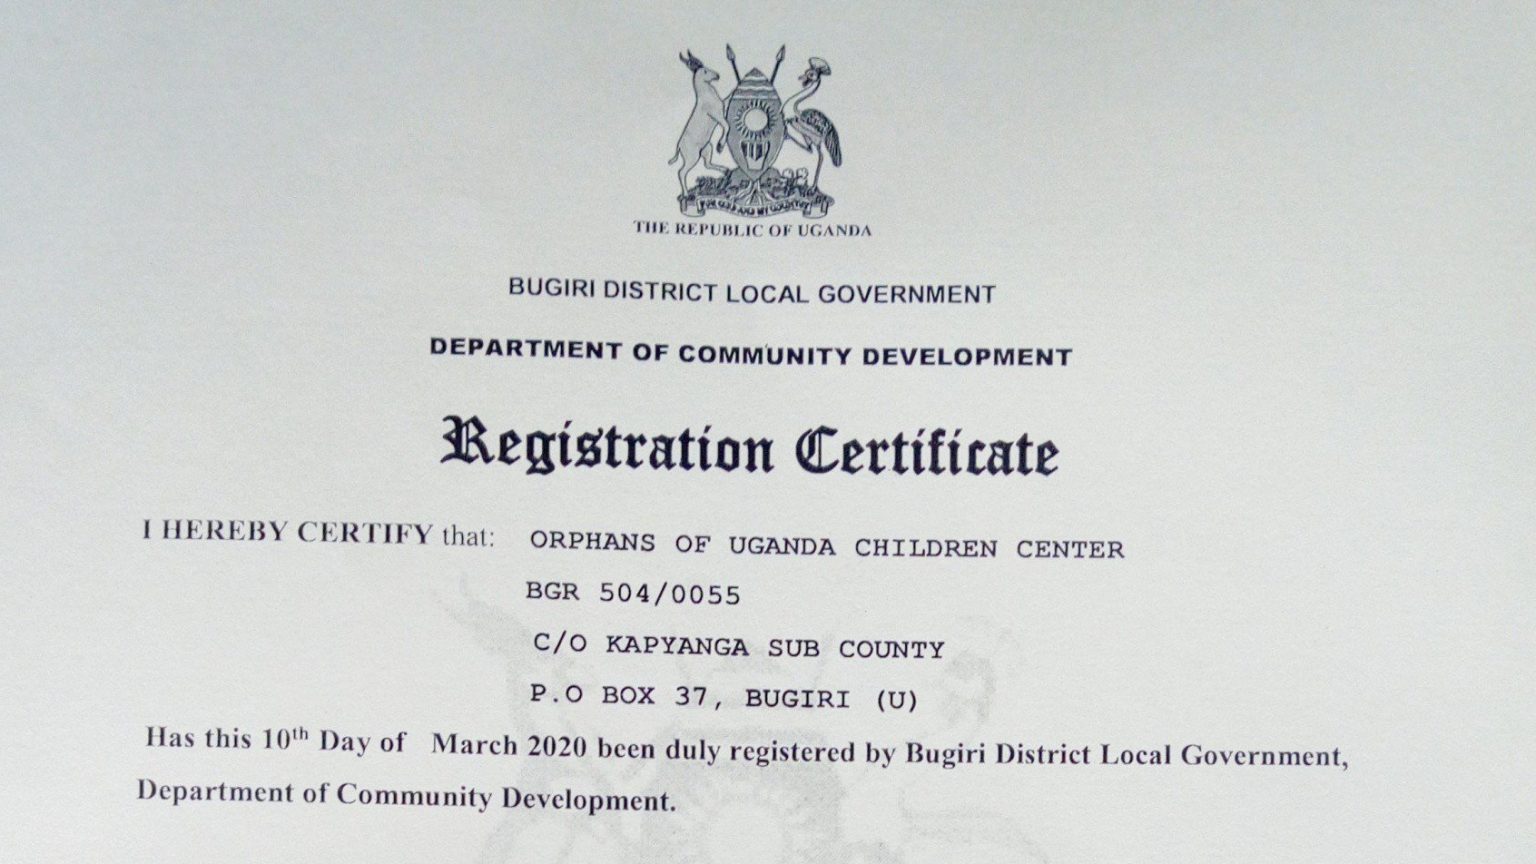 FOR GOD AND MY COUNTRY
THE REPUBLIC OF UGANDA
BUGIRI DISTRICT LOCAL GOVERNMENT
DEPARTMENT OF COMMUNITY DEVELOPMENT
Registration Certificate
I HEREBY CERTIFY that: ORPHANS OF UGANDA CHILDREN CENTER
BGR 504/0055
C/O KAPYANGA SUB COUNTY
P.O BOX 37, BUGIRI (U)
Has this 10th Day of March 2020 been duly registered by Bugiri District Local Government,
Department of Community Development.